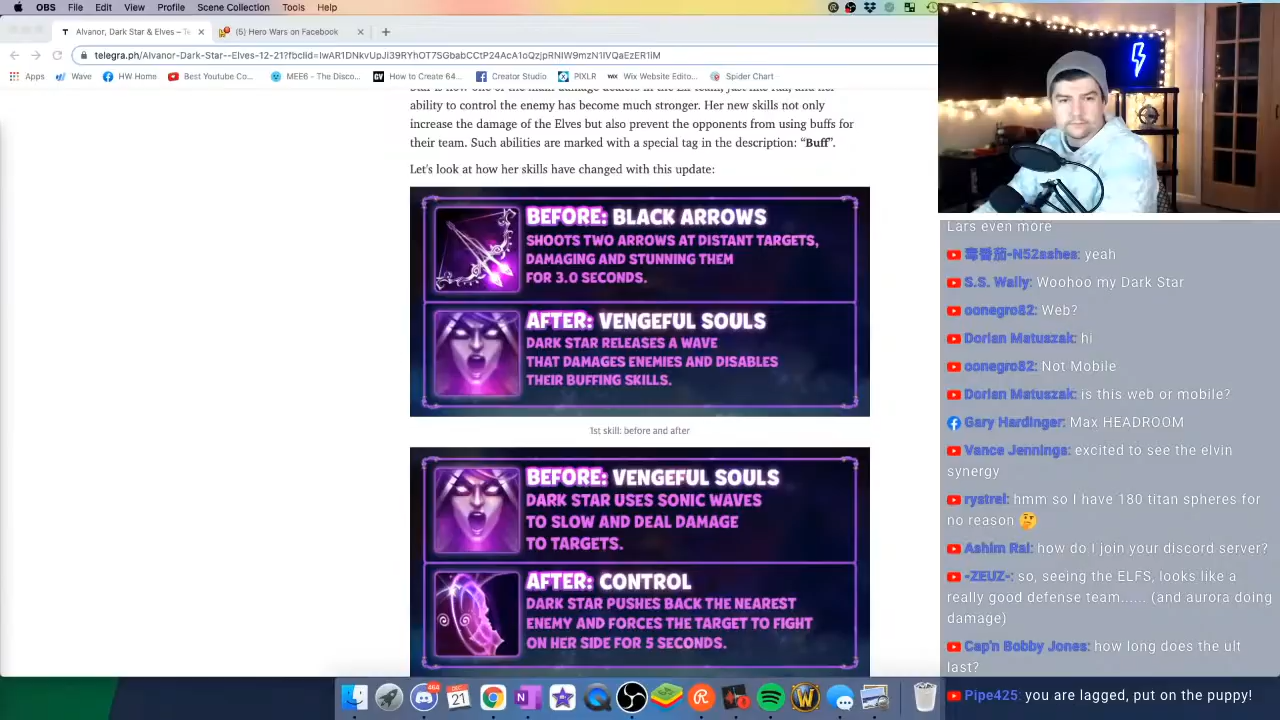 OBS File Edit View Profile Scene Collection Tools Help
Alvanor, Dark Star & Elves – Te
(5) Hero Wars on Facebook
telegra.ph/Alvanor-Dark-Star--Elves-12-21?fbclid=
Apps Wave HW Home Best Youtube Co... MEE6 - The Disco... How to Create 64... Creator Studio PIXLR Wix Website Edito... Spider Chart
Star is now one of the main damage dealers in the Elf team, just like Fafi, and her
ability to control the enemy has become much stronger. Her new skills not only
increase the damage of the Elves but also prevent the opponents from using buffs for
their team. Such abilities are marked with a special tag in the description: “Buff”.
Let's look at how her skills have changed with this update:
BEFORE: BLACK ARROWS
SHOOTS TWO ARROWS AT DISTANT TARGETS,
DAMAGING AND STUNNING THEM
FOR 3.0 SECONDS.
AFTER: VENGEFUL SOULS
DARK STAR RELEASES A WAVE
THAT DAMAGES ENEMIES AND DISABLES
THEIR BUFFING SKILLS.
1st skill: before and after
BEFORE: VENGEFUL SOULS
DARK STAR USES SONIC WAVES
TO SLOW AND DEAL DAMAGE
TO TARGETS.
AFTER: CONTROL
DARK STAR PUSHES BACK THE NEAREST
ENEMY AND FORCES THE TARGET TO FIGHT
ON HER SIDE FOR 5 SECONDS.
Lars even more
毒番茄-N52ashes: yeah
S.S. Wally: Woohoo my Dark Star
oonegro82: Web?
Dorian Matuszak: hi
oonegro82: Not Mobile
Dorian Matuszak: is this web or mobile?
Gary Hardinger: Max HEADROOM
Vance Jennings: excited to see the elvin
synergy
rystrel: hmm so I have 180 titan spheres for
no reason 🤔
Ashim Rai: how do I join your discord server?
-ZEUZ-: so, seeing the ELFS, looks like a
really good defense team...... (and aurora doing
damage)
Cap'n Bobby Jones: how long does the ult
last?
Pipe425: you are lagged, put on the puppy!
464
DEC
21